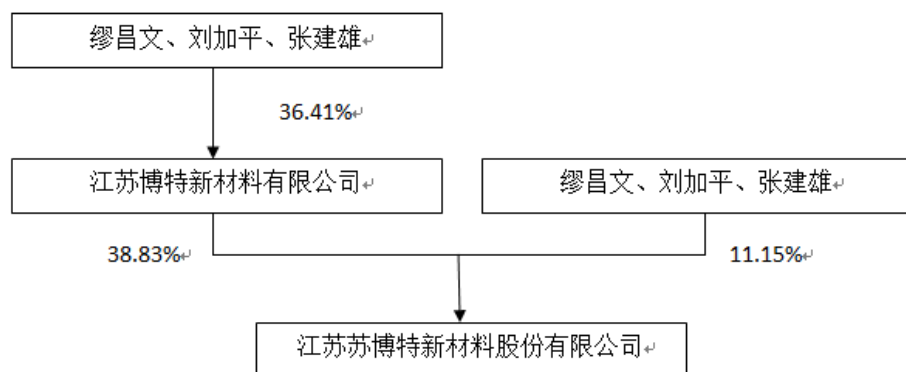 缪昌文、刘加平、张建雄
36.41%
江苏博特新材料有限公司
缪昌文、刘加平、张建雄
38.83%
11.15%
江苏苏博特新材料股份有限公司